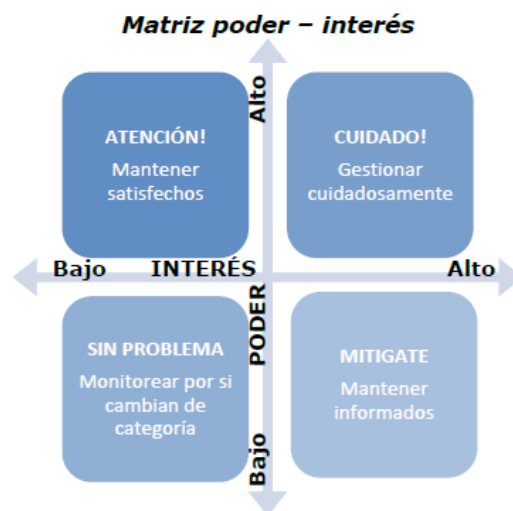 Matriz poder – interés
Alto
ATENCIÓN!
Mantener
satisfechos
CUIDADO!
Gestionar
cuidadosamente
Bajo
INTERÉS
Alto
PODER
SIN PROBLEMA
Monitorear por si
cambian de
categoría
MITIGATE
Mantener
informados
Bajo